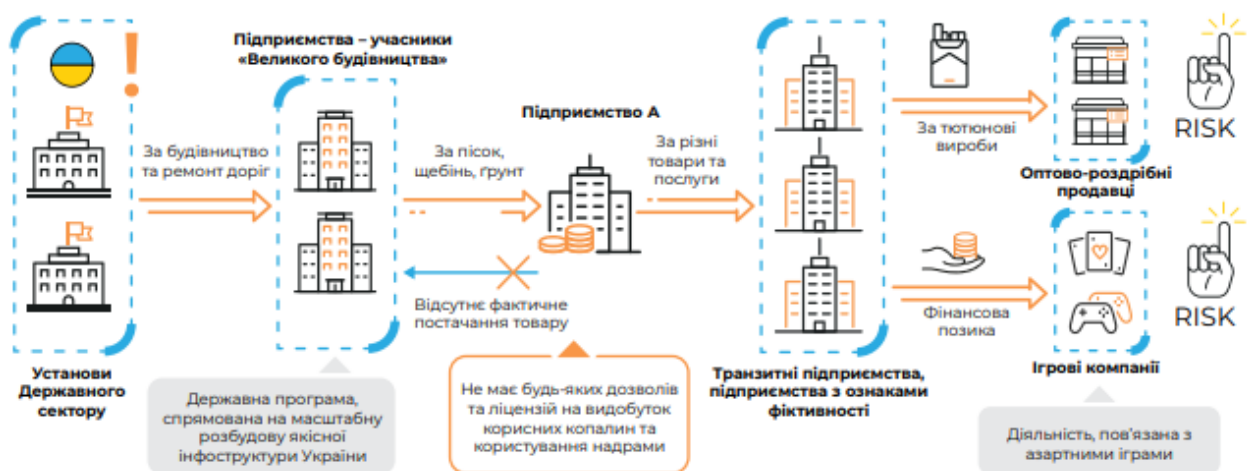 Підприємства – учасники
«Великого будівництва»
Підприємство А
За будівництво
та ремонт доріг
За пісок,
щебінь, ґрунт
За різні
товари та
послуги
За тютюнові
вироби
RISK
Оптово-роздрібні
продавці
Відсутнє фактичне
постачання товару
Фінансова
позика
RISK
Установи
Державного
сектору
Транзитні підприємства,
підприємства з ознаками
фіктивності
Ігрові компанії
Державна програма,
спрямована на масштабну
розбудову якісної
інфоструктури України
Не має будь-яких дозволів
та ліцензій на видобуток
корисних копалин та
користування надрами
Діяльність, пов'язана з
азартними іграми